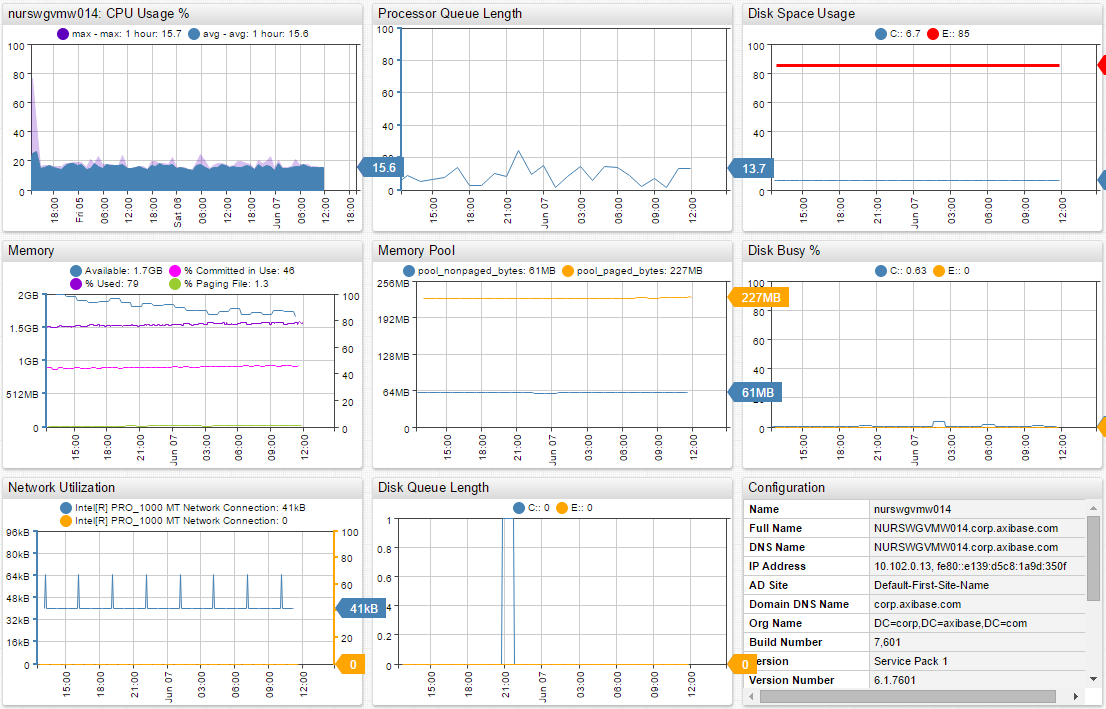 nurswgvmw014: CPU Usage %
max - max: 1 hour: 15.7 avg - avg: 1 hour: 15.6
100
80
60
40
20
0
15.6
18:00 Fri 05 06:00 12:00 18:00 Sat 06 06:00 12:00 18:00 Jun 07 06:00 12:00 18:00
Processor Queue Length
100
80
60
40
20
0
13.7
15:00 18:00 21:00 Jun 07 03:00 06:00 09:00 12:00
Disk Space Usage
C:: 6.7 E:: 85
100
80
60
40
0
15:00 18:00 21:00 Jun 07 03:00 06:00 09:00 12:00
Memory
Available: 1.7GB % Committed in Use: 46
% Used: 79 % Paging File: 1.3
2GB 100
1.5GB 80
60
1GB 40
512MB 20
0 0
15:00 18:00 21:00 Jun 07 03:00 06:00 09:00 12:00
Memory Pool
pool_nonpaged_bytes: 61MB pool_paged_bytes: 227MB
256MB
227MB
192MB
128MB
64MB
61MB
0
15:00 18:00 21:00 Jun 07 03:00 06:00 09:00 12:00
Disk Busy %
C:: 0.63 E:: 0
100
80
60
40
20
0
15:00 18:00 21:00 Jun 07 03:00 06:00 09:00 12:00
Network Utilization
Intel[R] PRO_1000 MT Network Connection: 41kB
Intel[R] PRO_1000 MT Network Connection: 0
96kB 100
80kB 80
64kB 60
48kB
41kB
32kB
16kB 20
0 0
15:00 18:00 21:00 Jun 07 03:00 06:00 09:00 12:00
Disk Queue Length
C:: 0 E:: 0
1
0.8
0.6
0.2
0 0
15:00 18:00 21:00 Jun 07 03:00 06:00 09:00 12:00
Configuration
Name nurswgvmw014
Full Name NURSWGVMW014.corp.axibase.com
DNS Name NURSWGVMW014.corp.axibase.com
IP Address 10.102.0.13, fe80::e139:d5c8:1a9d:350f
AD Site Default-First-Site-Name
Domain DNS Name corp.axibase.com
Org Name DC=corp,DC=axibase,DC=com
Build Number 7,601
ersion Service Pack 1
Version Number 6.1.7601